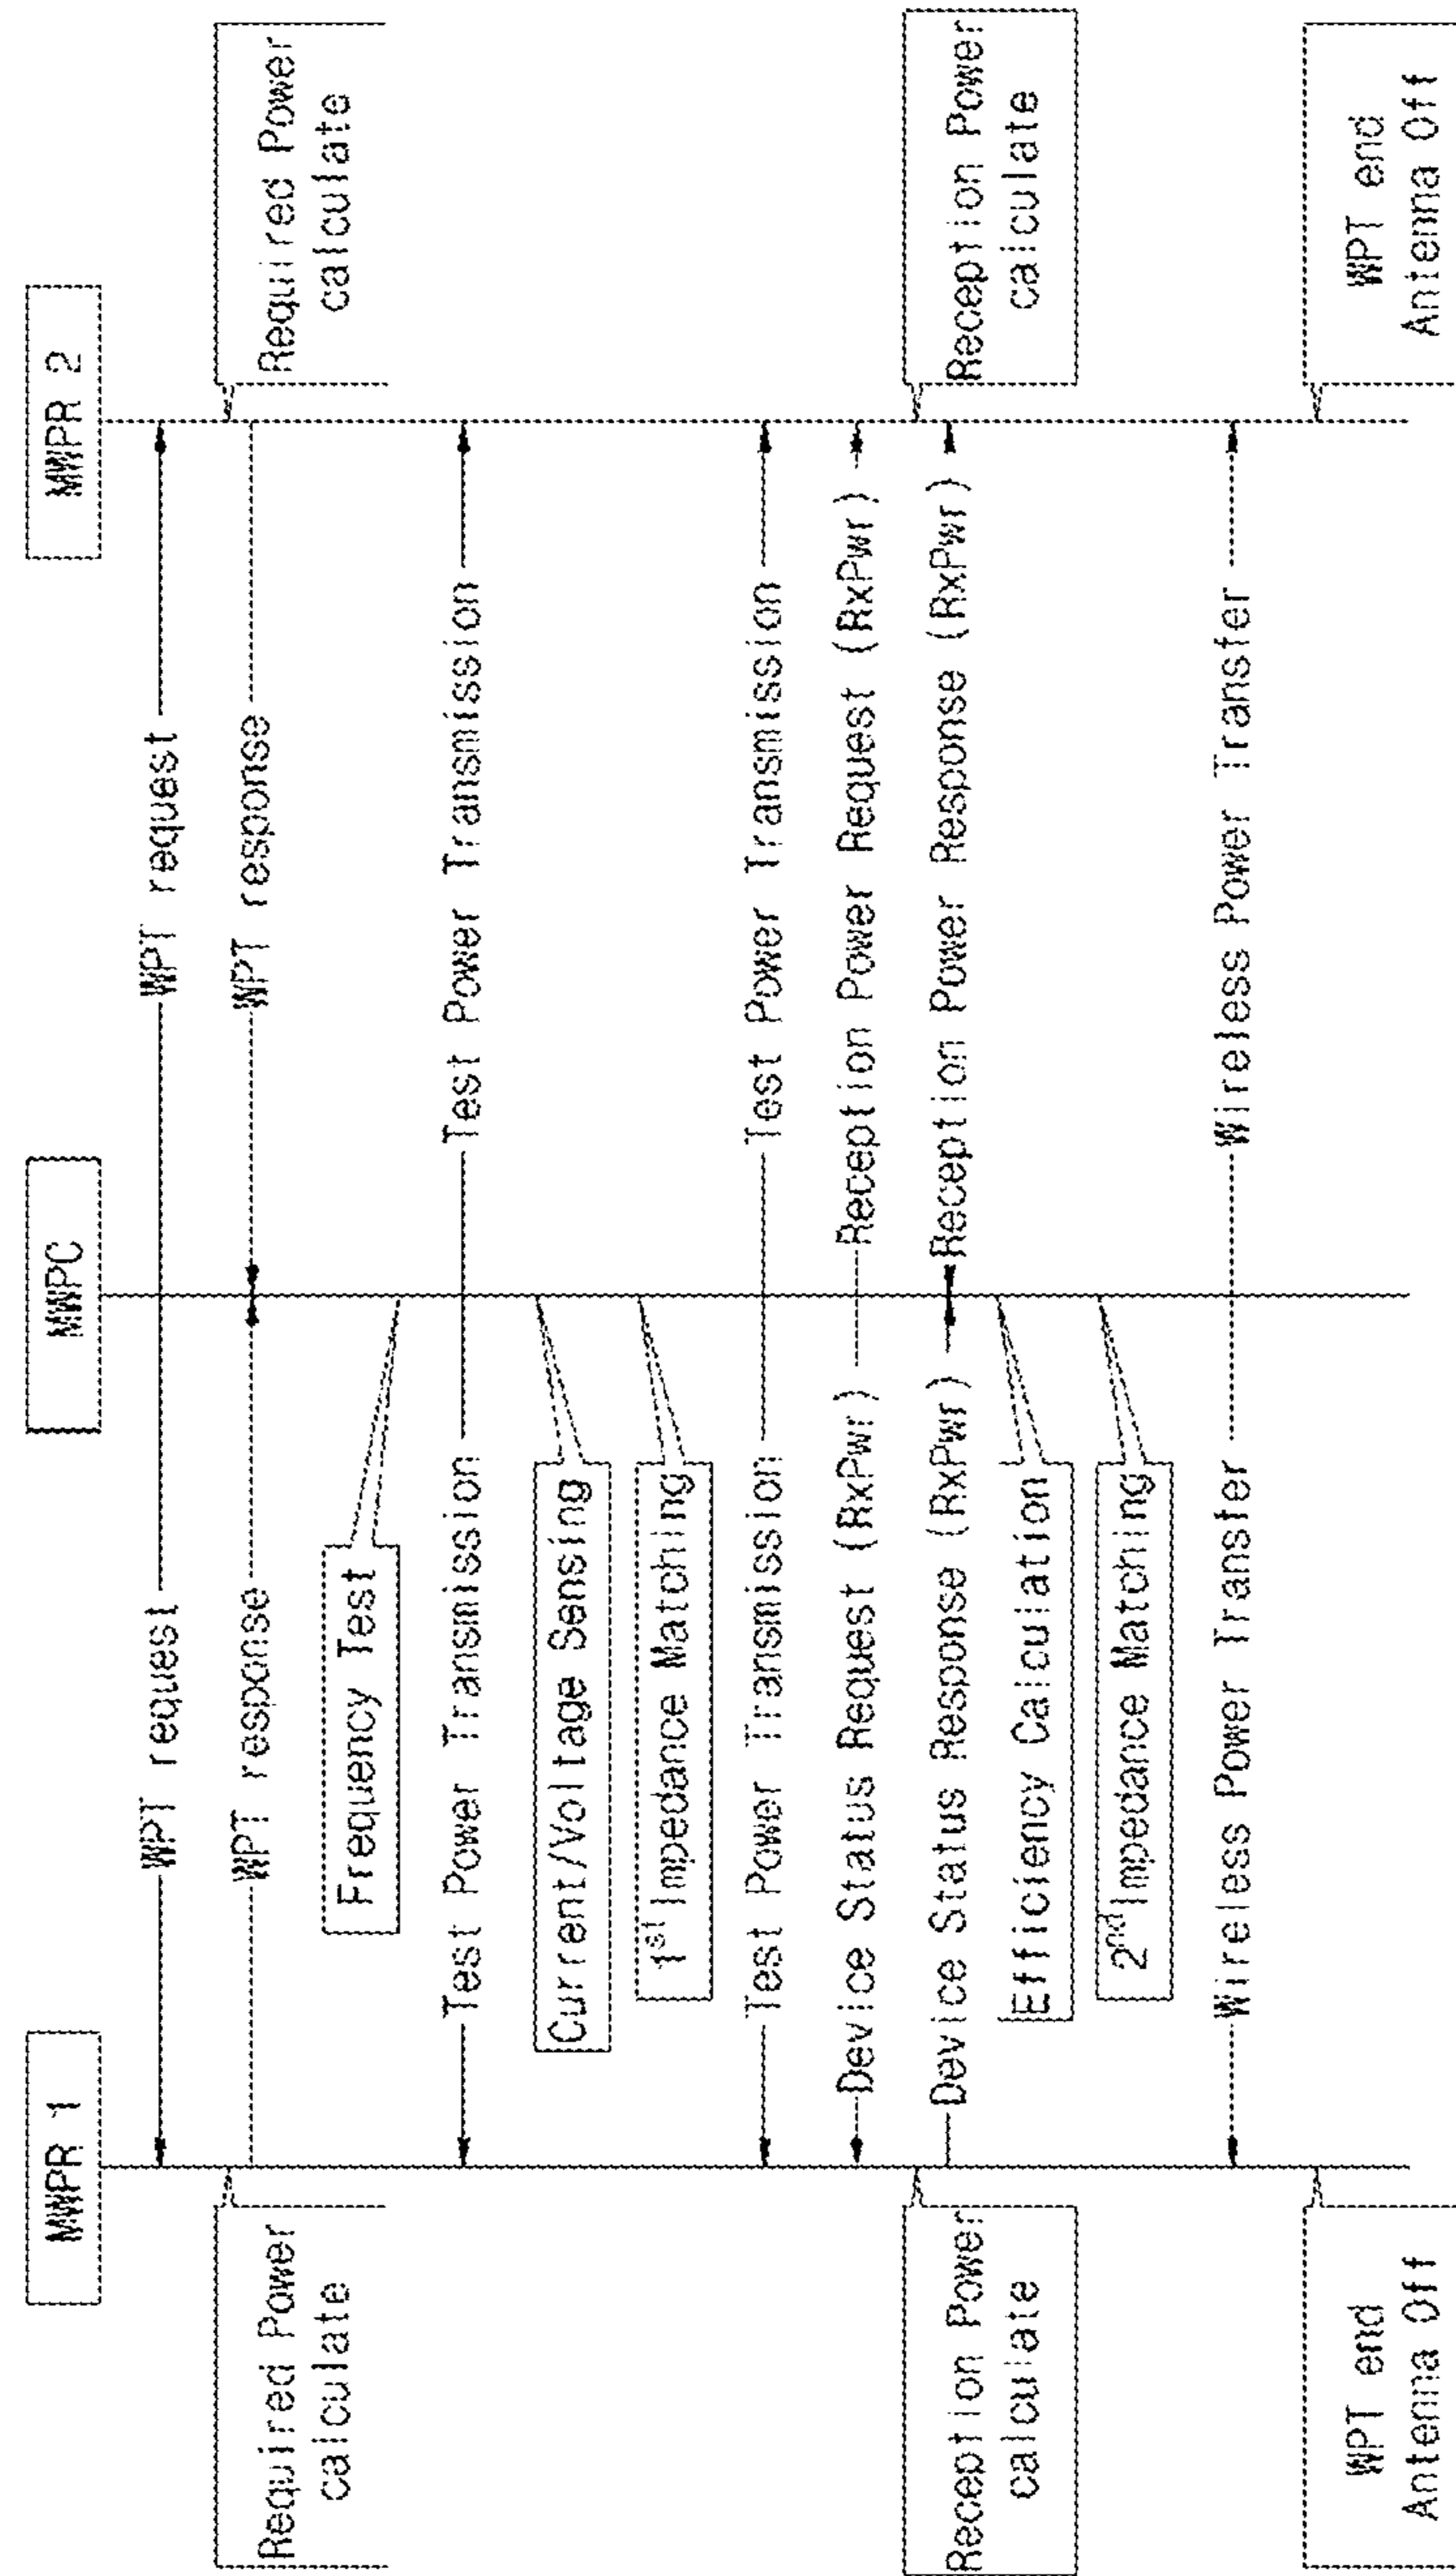 MWPR 1
MWPC
MWPR 2
WPT request
WPT request
Required Power
calculate
Required Power
calculate
WPT response
WPT response
Frequency Test
Test Power Transmission
Test Power Transmission
Current/Voltage Sensing
1st Impedance Matching
Test Power Transmission
Test Power Transmission
Device Status Request (RxPwr)
Reception Power Request (RxPwr)
Reception Power
calculate
Reception Power
calculate
Device Status Response (RxPwr)
Reception Power Response (RxPwr)
Efficiency Calculation
2nd Impedance Matching
Wireless Power Transfer
Wireless Power Transfer
WPT end
Antenna Off
WPT end
Antenna Off